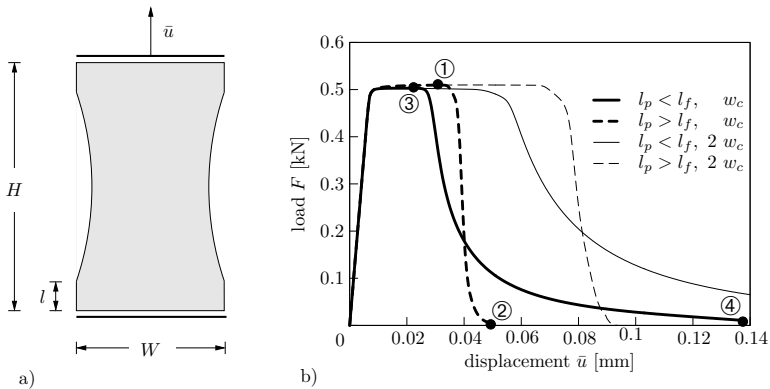 ū
H
l
W
a)
0.6
0.5
0.4
0.3
0.2
0.1
0
0.02
0.04
0.06
0.08
0.1
0.12
0.14
load F [kN]
displacement ū [mm]
①
②
③
④
l_p < l_f, w_c
l_p > l_f, w_c
l_p < l_f, 2 w_c
l_p > l_f, 2 w_c
b)